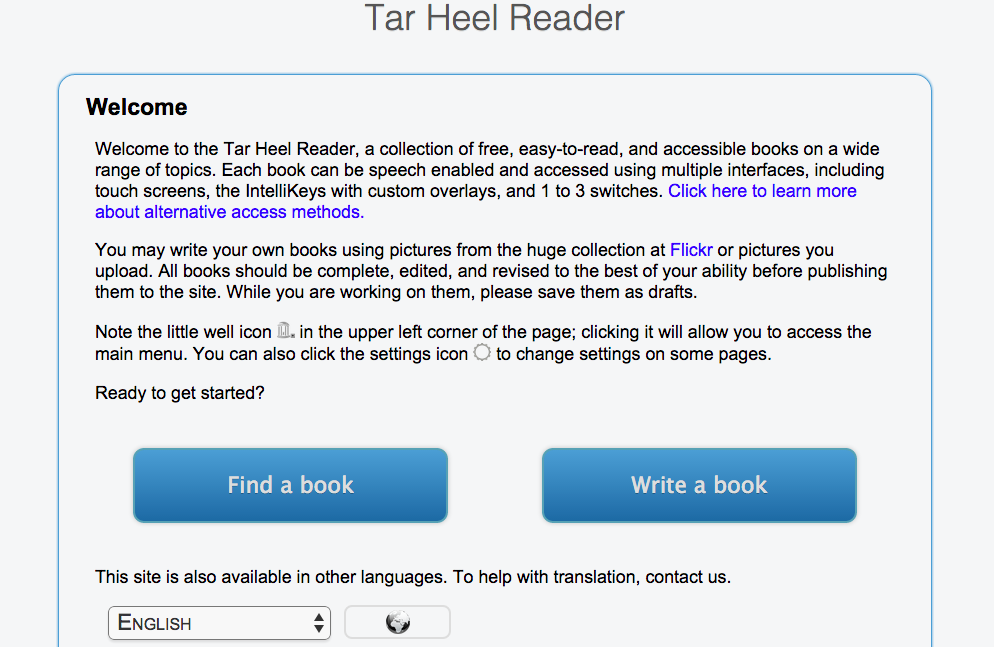 Tar Heel Reader
Welcome
Welcome to the Tar Heel Reader, a collection of free, easy-to-read, and accessible books on a wide
range of topics. Each book can be speech enabled and accessed using multiple interfaces, including
touch screens, the IntelliKeys with custom overlays, and 1 to 3 switches. Click here to learn more
about alternative access methods.
You may write your own books using pictures from the huge collection at Flickr or pictures you
upload. All books should be complete, edited, and revised to the best of your ability before publishing
them to the site. While you are working on them, please save them as drafts.
Note the little well icon in the upper left corner of the page; clicking it will allow you to access the
main menu. You can also click the settings icon to change settings on some pages.
Ready to get started?
Find a book
Write a book
This site is also available in other languages. To help with translation, contact us.
ENGLISH